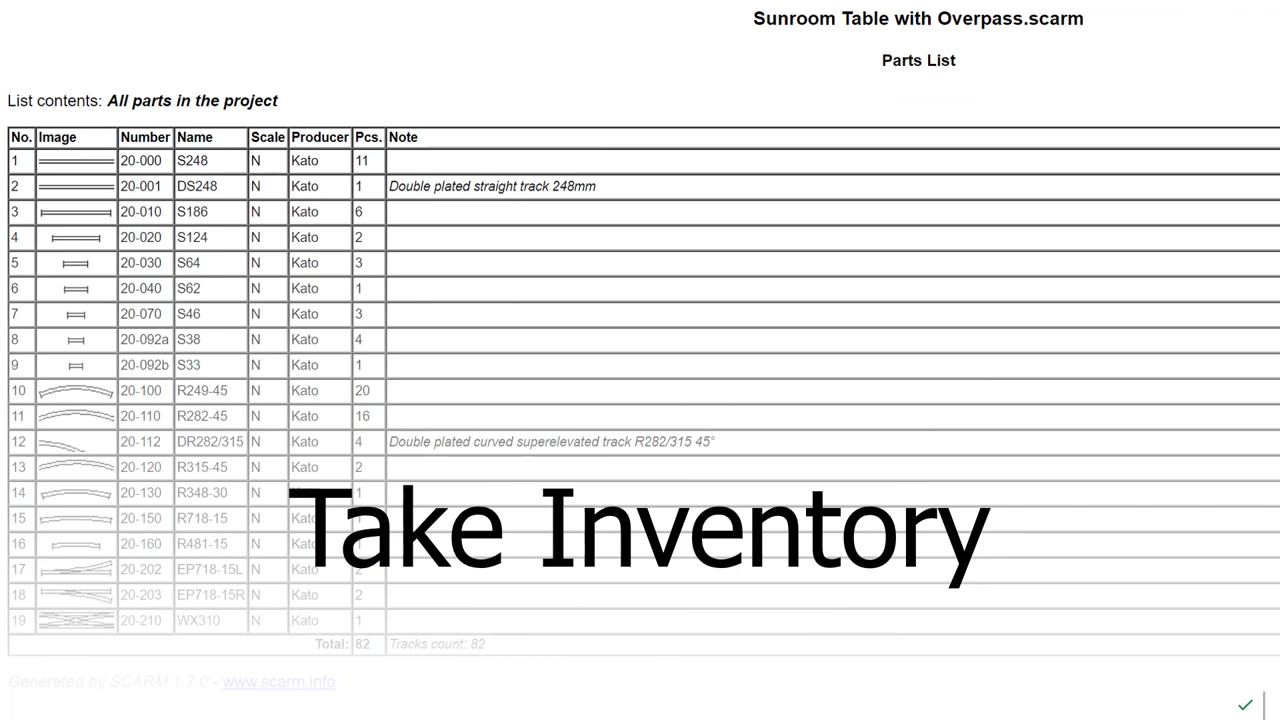 Sunroom Table with Overpass.scarm
Parts List
List contents: All parts in the project
No. Image Number Name Scale Producer Pcs. Note
1 20-000 S248 N Kato 11
2 20-001 DS248 N Kato 1 Double plated straight track 248mm
3 20-010 S186 N Kato 6
4 20-020 S124 N Kato 2
5 20-030 S64 N Kato 3
6 20-040 S62 N Kato 1
7 20-070 S46 N Kato 3
8 20-092a S38 N Kato 4
9 20-092b S33 N Kato 1
10 20-100 R249-45 N Kato 20
11 20-110 R282-45 N Kato 16
12 20-112 DR282/315 N Kato 4 Double plated curved superelevated track R282/315 45°
13 20-120 R315-45 N Kato 2
14 20-130 R348-30 N Kato 1
15 20-150 R718-15 N Kato
16 20-160 R481-15 N Kato
17 20-202 EP718-15L N Kato 2
18 20-203 EP718-15R N Kato 2
19 20-210 WX310 N Kato 1
Total: 82 Tracks count: 82
Take Inventory
Generated by SCARM 1.7.0 - www.scarm.info